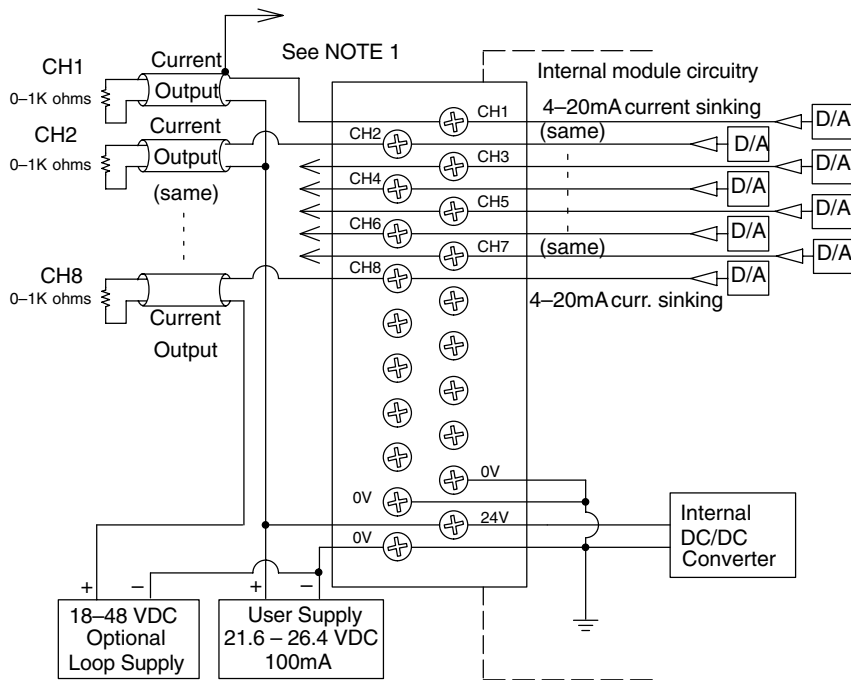 See NOTE 1
CH1
0–1K ohms
Current
Output
CH2
0–1K ohms
Current
Output
(same)
CH8
0–1K ohms
Current
Output
Internal module circuitry
CH1
4–20mA current sinking
D/A
CH2
(same)
D/A
CH3
D/A
CH4
D/A
CH5
D/A
CH6
D/A
CH7
(same)
D/A
CH8
D/A
4–20mA curr. sinking
0V
0V
24V
0V
Internal
DC/DC
Converter
+
–
+
–
18–48 VDC
Optional
Loop Supply
User Supply
21.6 – 26.4 VDC
100mA